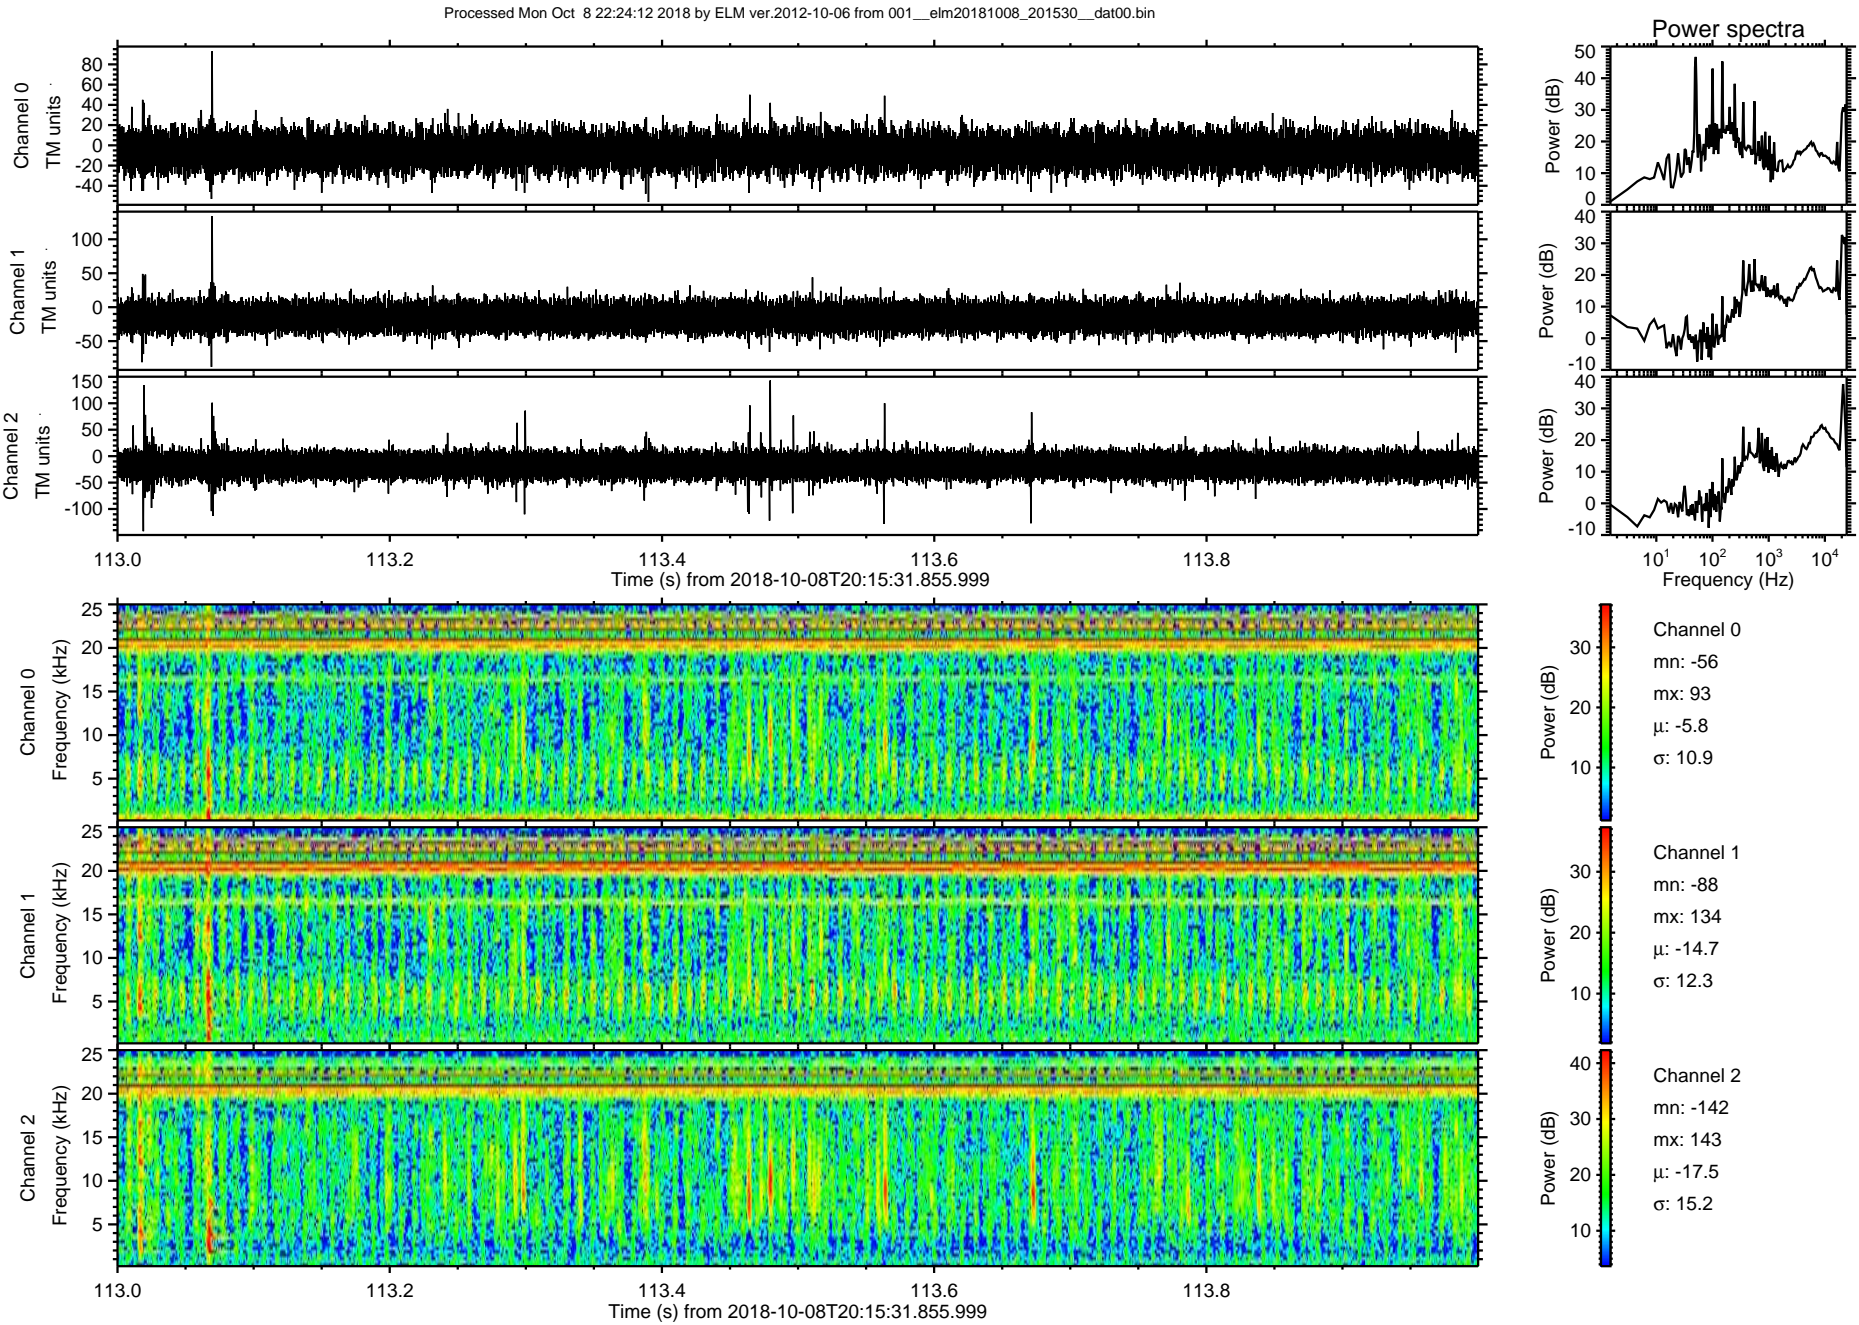 Processed Mon Oct  8 22:24:12 2018 by ELM ver.2012-10-06 from 001__elm20181008_201530__dat00.bin
Power spectra
Channel 0
TM units
80
60
40
20
0
-20
-40
Power (dB)
50
40
30
20
10
0
Channel 1
TM units
100
50
0
-50
Power (dB)
40
30
20
10
0
-10
Channel 2
TM units
150
100
50
0
-50
-100
Power (dB)
40
30
20
10
0
-10
113.0 113.2 113.4 113.6 113.8
Time (s) from 2018-10-08T20:15:31.855.999
10¹ 10² 10³ 10⁴
Frequency (Hz)
Channel 0
Frequency (kHz)
25
20
15
10
5
Power (dB)
30
20
10
Channel 0
mn: -56
mx: 93
μ: -5.8
σ: 10.9
Channel 1
Frequency (kHz)
25
20
15
10
5
Power (dB)
30
20
10
Channel 1
mn: -88
mx: 134
μ: -14.7
σ: 12.3
Channel 2
Frequency (kHz)
25
20
15
10
5
Power (dB)
40
30
20
10
Channel 2
mn: -142
mx: 143
μ: -17.5
σ: 15.2
113.0 113.2 113.4 113.6 113.8
Time (s) from 2018-10-08T20:15:31.855.999